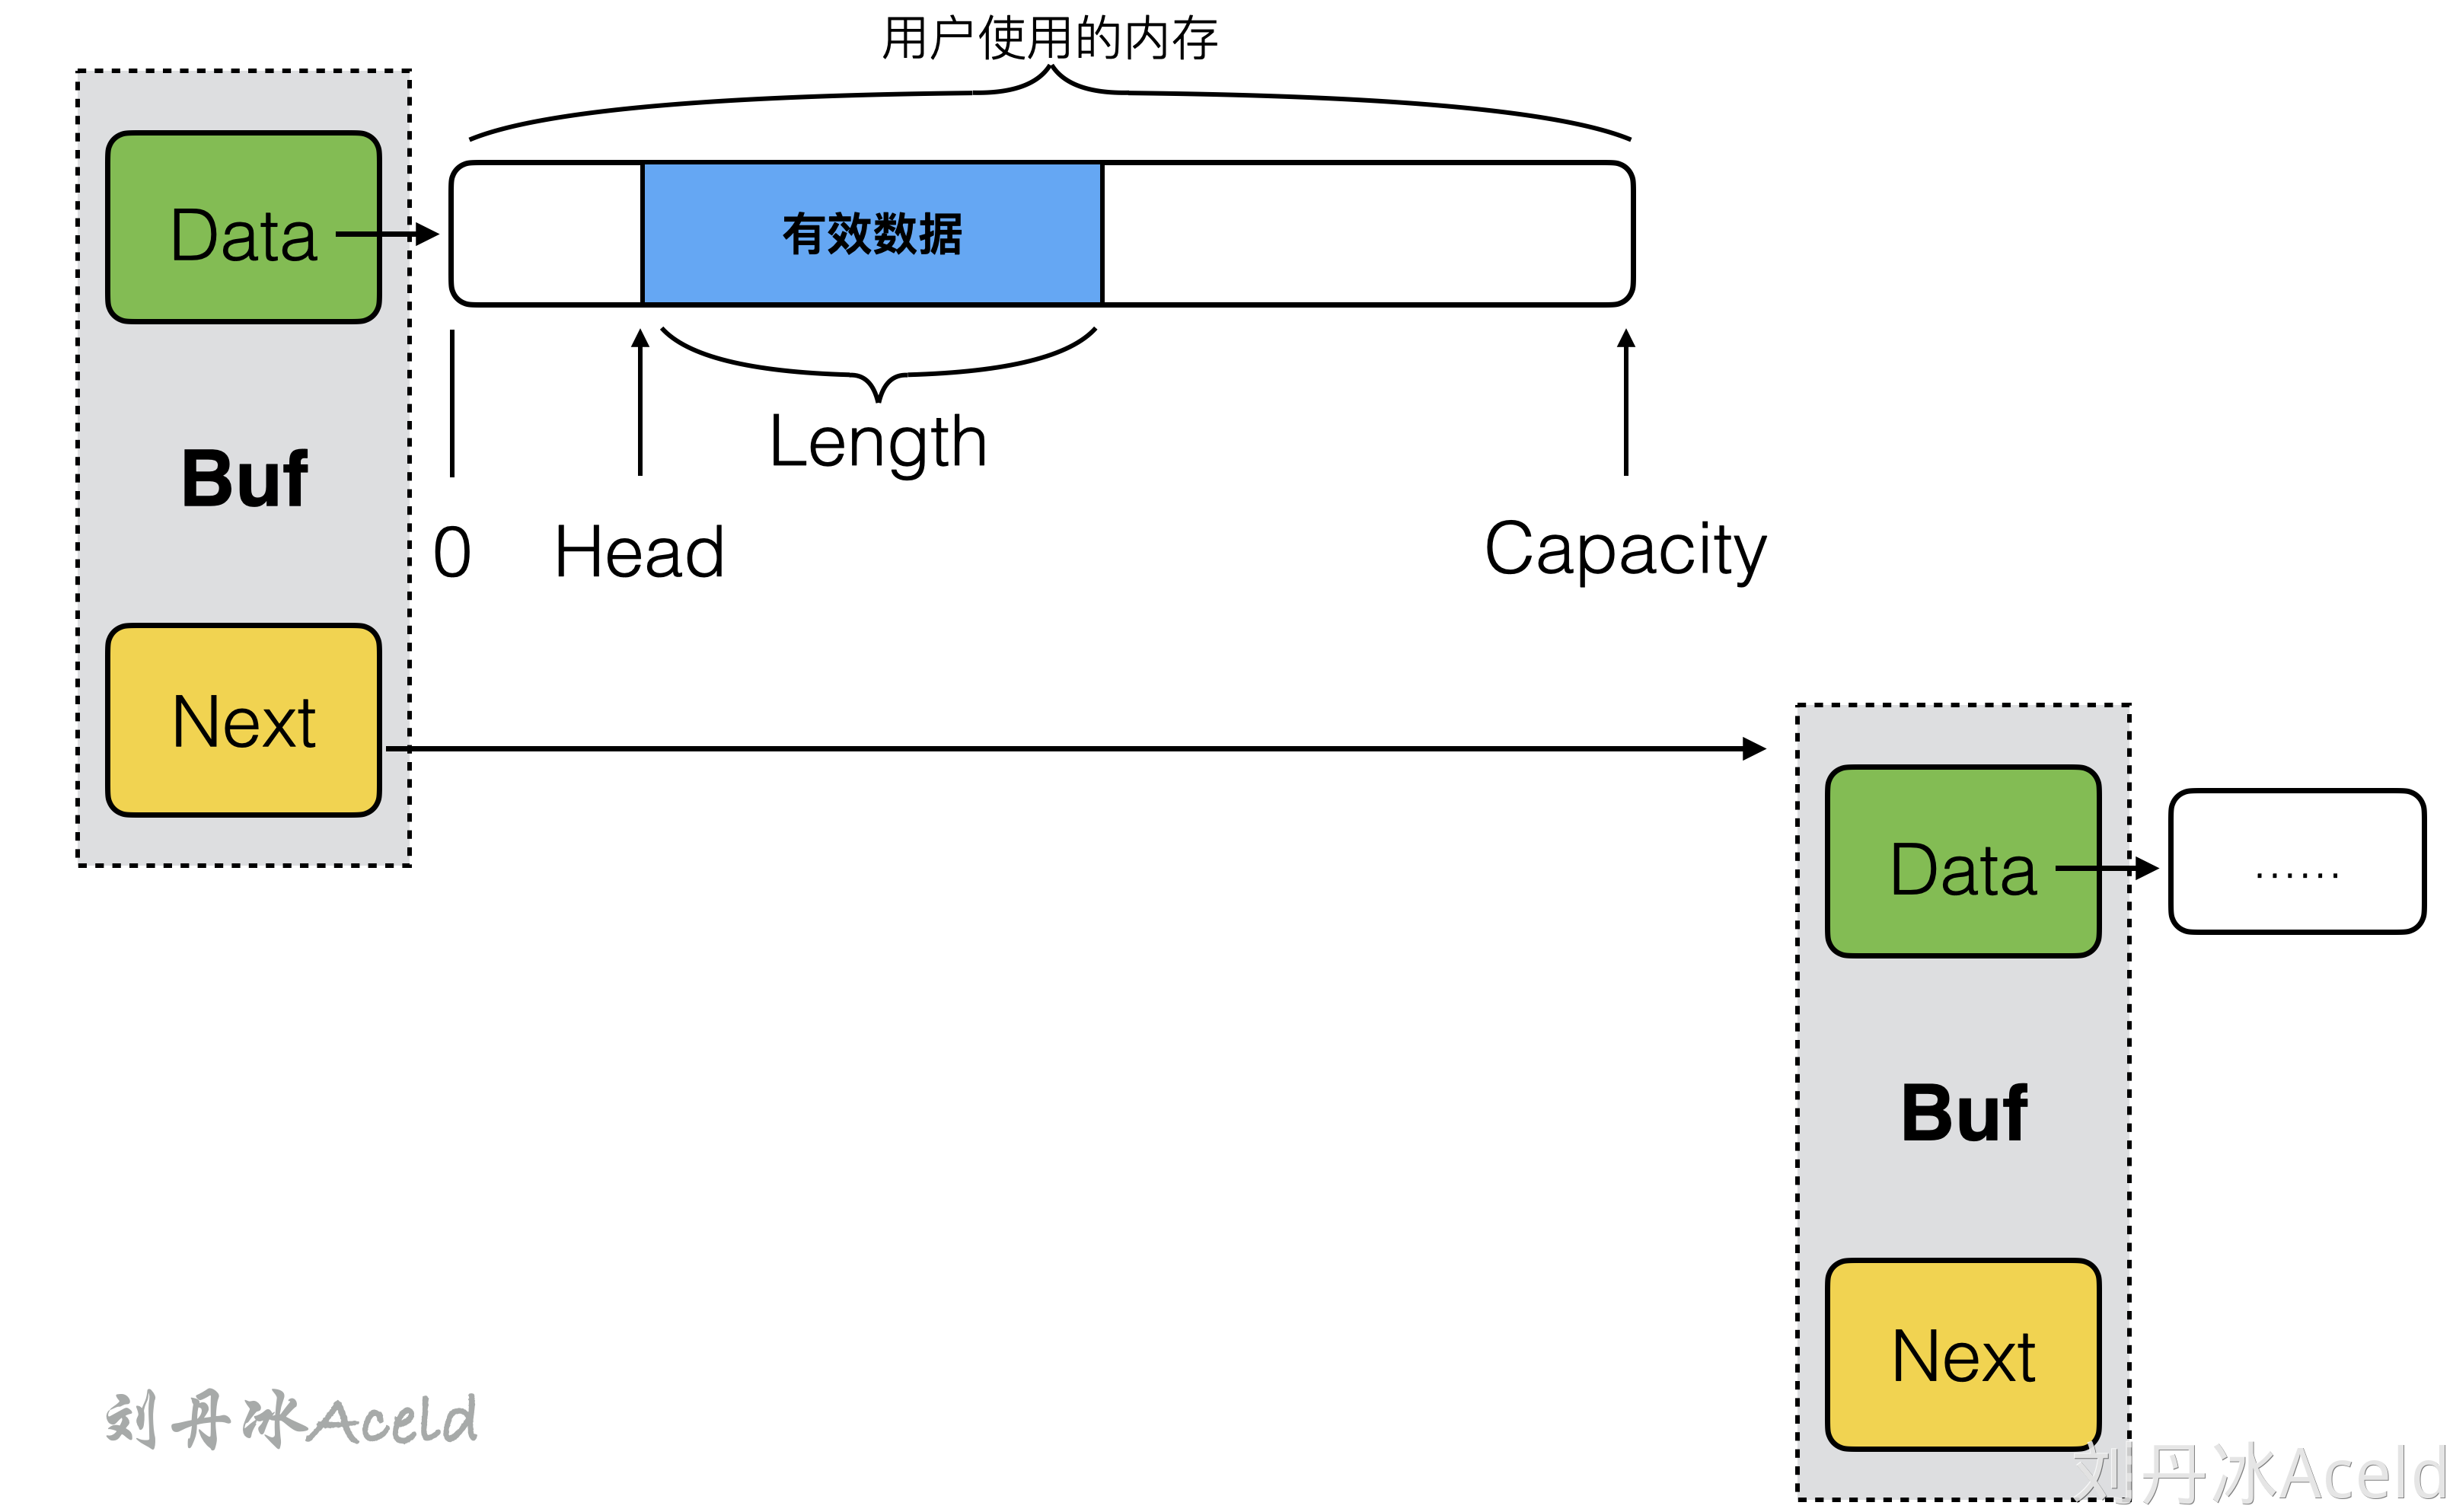 用户使用的内存
Data
有效数据
Length
Buf
0
Head
Capacity
Next
Data
......
Buf
Next
刘丹冰Aceld
刘丹冰Aceld